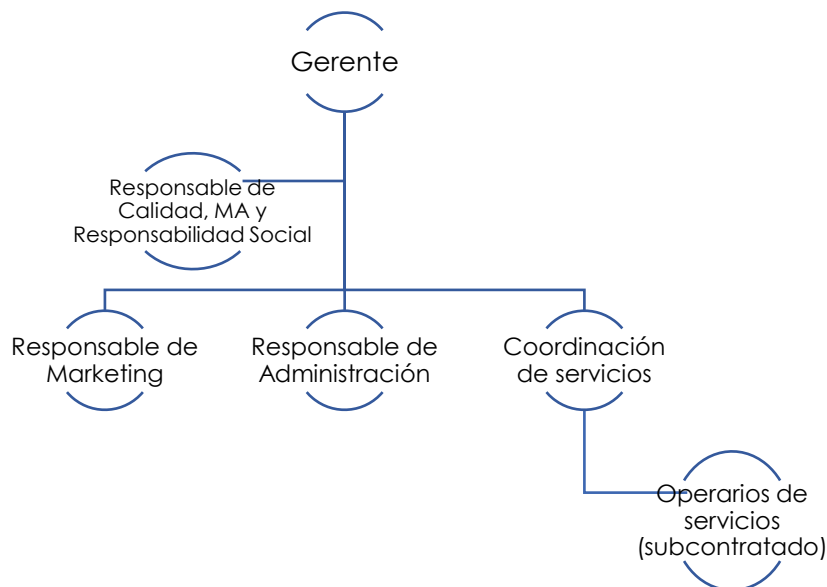 Gerente
Responsable de
Calidad, MA y
Responsabilidad Social
Responsable de
Marketing
Responsable de
Administración
Coordinación
de servicios
Operarios de
servicios
(subcontratado)